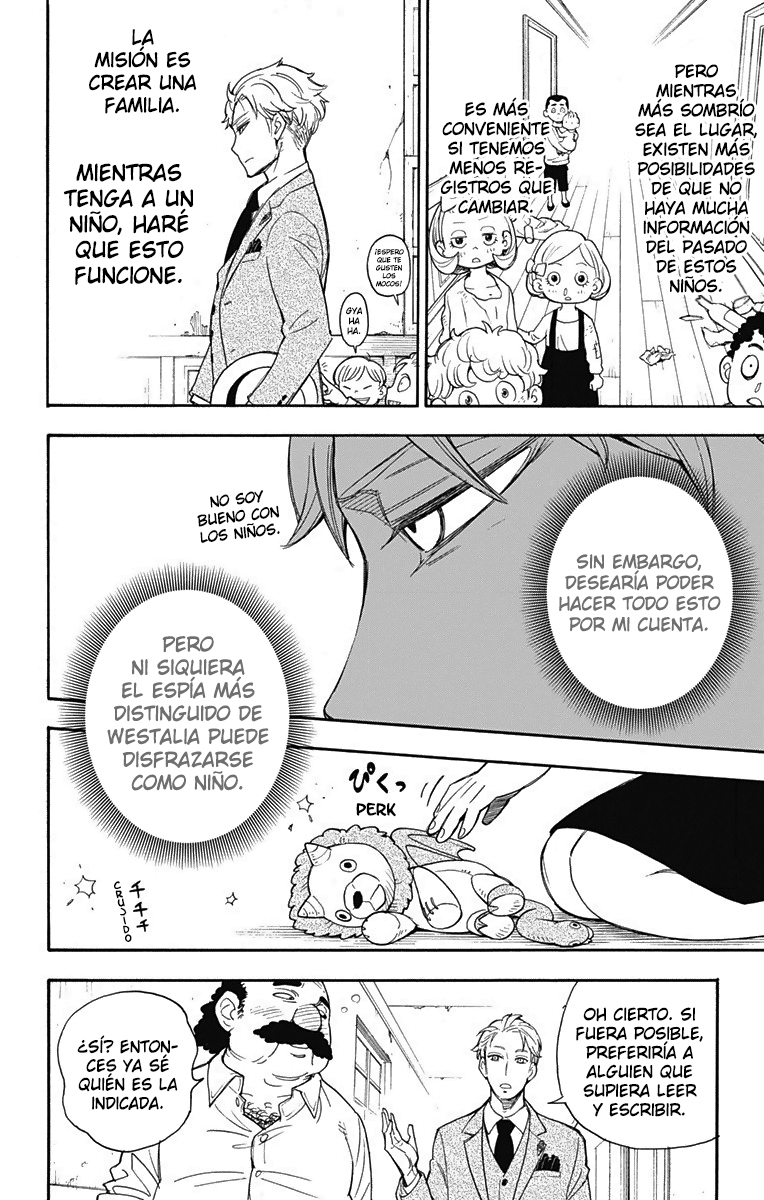 PERO
MIENTRAS
MÁS SOMBRÍO
SEA EL LUGAR,
EXISTEN MÁS
POSIBILIDADES
DE QUE NO
HAYA MUCHA
INFORMACIÓN
DEL PASADO
DE ESTOS
NIÑOS.
ES MÁS
CONVENIENTE
SI TENEMOS
MENOS RE-
GISTROS QUE
CAMBIAR.
LA
MISIÓN ES
CREAR UNA
FAMILIA.
MIENTRAS
TENGA A UN
NIÑO, HARÉ
QUE ESTO
FUNCIONE.
¡ESPERO
QUE TE
GUSTEN
LOS
MOCOS!
GYA
HA
HA.
SIN EMBARGO,
DESEARÍA PODER
HACER TODO ESTO
POR MI CUENTA.
NO SOY
BUENO CON
LOS NIÑOS.
PERO
NI SIQUIERA
EL ESPÍA MÁS
DISTINGUIDO DE
WESTALIA PUEDE
DISFRAZARSE
COMO NIÑO.
ぴくっ
PERK
チチチ
CRUJIDO
OH CIERTO. SI
FUERA POSIBLE,
PREFERIRÍA A
ALGUIEN QUE
SUPIERA LEER
Y ESCRIBIR.
¿SÍ? ENTON-
CES YA SÉ
QUIÉN ES LA
INDICADA.